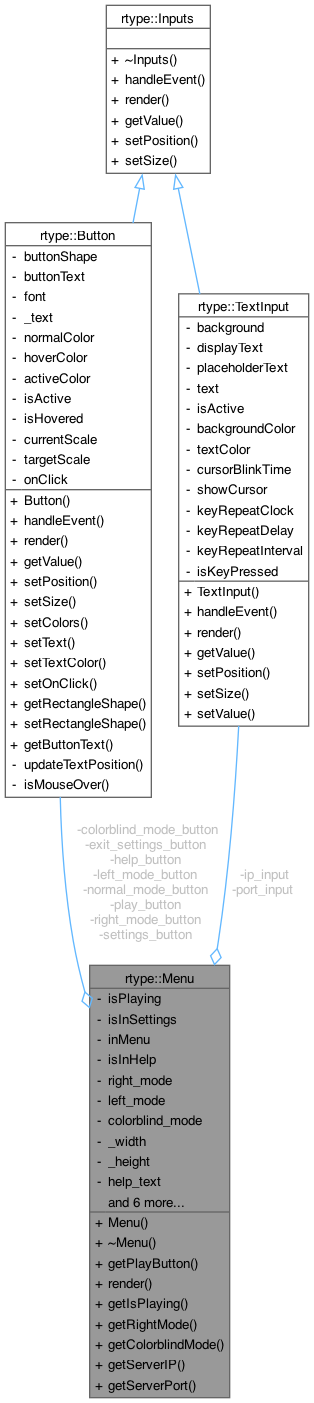 rtype::Inputs
+ ~Inputs()
+ handleEvent()
+ render()
+ getValue()
+ setPosition()
+ setSize()
rtype::Button
- buttonShape
- buttonText
- font
- _text
- normalColor
- hoverColor
- activeColor
- isActive
- isHovered
- currentScale
- targetScale
- onClick
+ Button()
+ handleEvent()
+ render()
+ getValue()
+ setPosition()
+ setSize()
+ setColors()
+ setText()
+ setTextColor()
+ setOnClick()
+ getRectangleShape()
+ setRectangleShape()
+ getButtonText()
- updateTextPosition()
- isMouseOver()
rtype::TextInput
- background
- displayText
- placeholderText
- text
- isActive
- backgroundColor
- textColor
- cursorBlinkTime
- showCursor
- keyRepeatClock
- keyRepeatDelay
- keyRepeatInterval
- isKeyPressed
+ TextInput()
+ handleEvent()
+ render()
+ getValue()
+ setPosition()
+ setSize()
+ setValue()
-colorblind_mode_button
-exit_settings_button
-help_button
-left_mode_button
-normal_mode_button
-play_button
-right_mode_button
-settings_button
-ip_input
-port_input
rtype::Menu
- isPlaying
- isInSettings
- inMenu
- isInHelp
- right_mode
- left_mode
- colorblind_mode
- _width
- _height
- help_text
and 6 more...
+ Menu()
+ ~Menu()
+ getPlayButton()
+ render()
+ getIsPlaying()
+ getRightMode()
+ getColorblindMode()
+ getServerIP()
+ getServerPort()